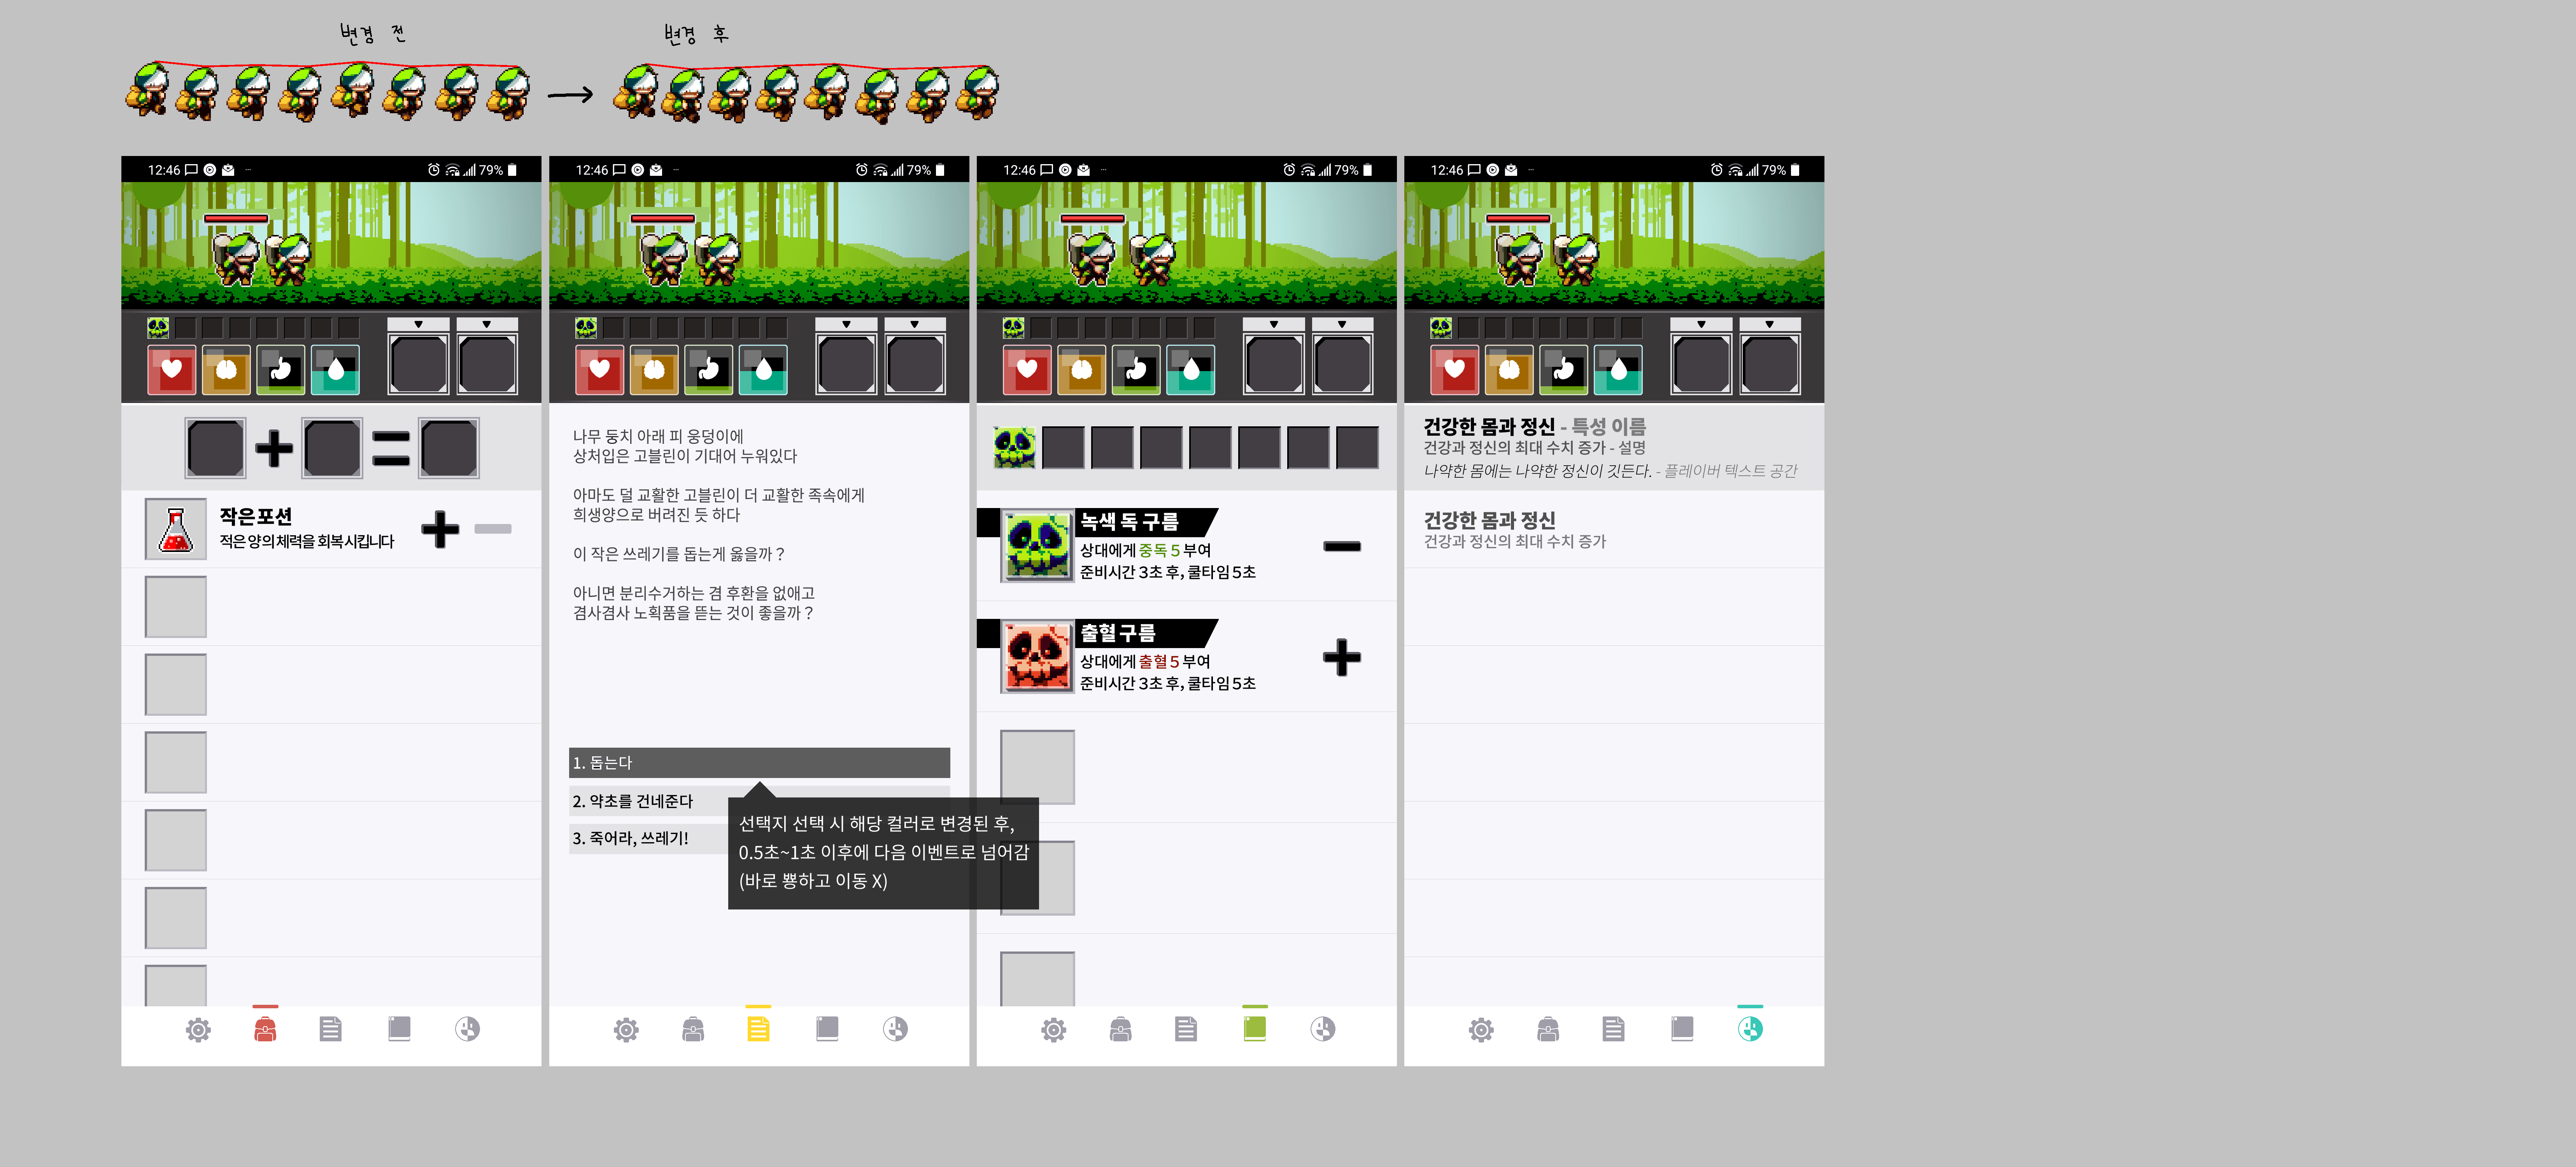 변경 전
변경 후
12:46
79%
작은포션
적은 양의 체력을 회복시킵니다
12:46
79%
나무 둥치 아래 피 웅덩이에
상처입은 고블린이 기대어 누워있다
아마도 덜 교활한 고블린이 더 교활한 족속에게
희생양으로 버려진 듯 하다
이 작은 쓰레기를 돕는게 옳을까 ?
아니면 분리수거하는 겸 후환을 없애고
겸사겸사 노획품을 뜯는 것이 좋을까 ?
1. 돕는다
2. 약초를 건네준다
3. 죽어라, 쓰레기!
선택지 선택 시 해당 컬러로 변경된 후,
0.5초~1초 이후에 다음 이벤트로 넘어감
(바로 뿅하고 이동 X)
12:46
79%
녹색 독 구름
상대에게 중독 5 부여
준비시간 3초 후, 쿨타임 5초
출혈 구름
상대에게 출혈 5 부여
준비시간 3초 후, 쿨타임 5초
12:46
79%
건강한 몸과 정신 - 특성 이름
건강과 정신의 최대 수치 증가 - 설명
나약한 몸에는 나약한 정신이 깃든다. - 플레이버 텍스트 공간
건강한 몸과 정신
건강과 정신의 최대 수치 증가